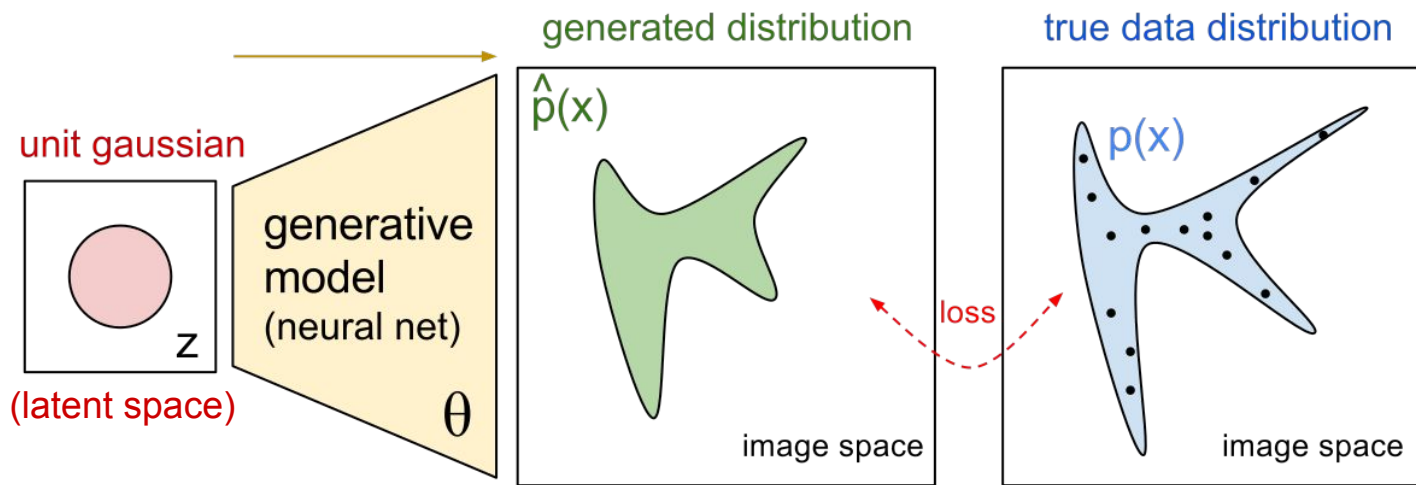 generated distribution
true data distribution
p̂(x)
p(x)
unit gaussian
generative
model
(neural net)
z
loss
(latent space)
θ
image space
image space